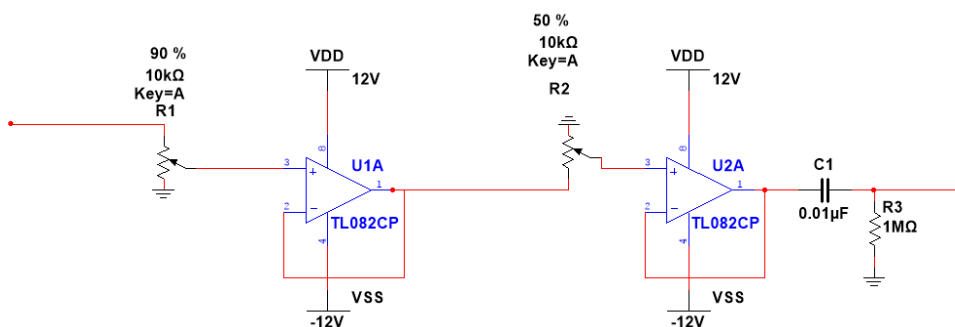 90 %
10kΩ
Key=A
R1
VDD
12V
8
3
U1A
1
2
TL082CP
4
VSS
-12V
50 %
10kΩ
Key=A
R2
VDD
12V
8
3
U2A
1
2
TL082CP
4
VSS
-12V
C1
0.01µF
R3
1MΩ